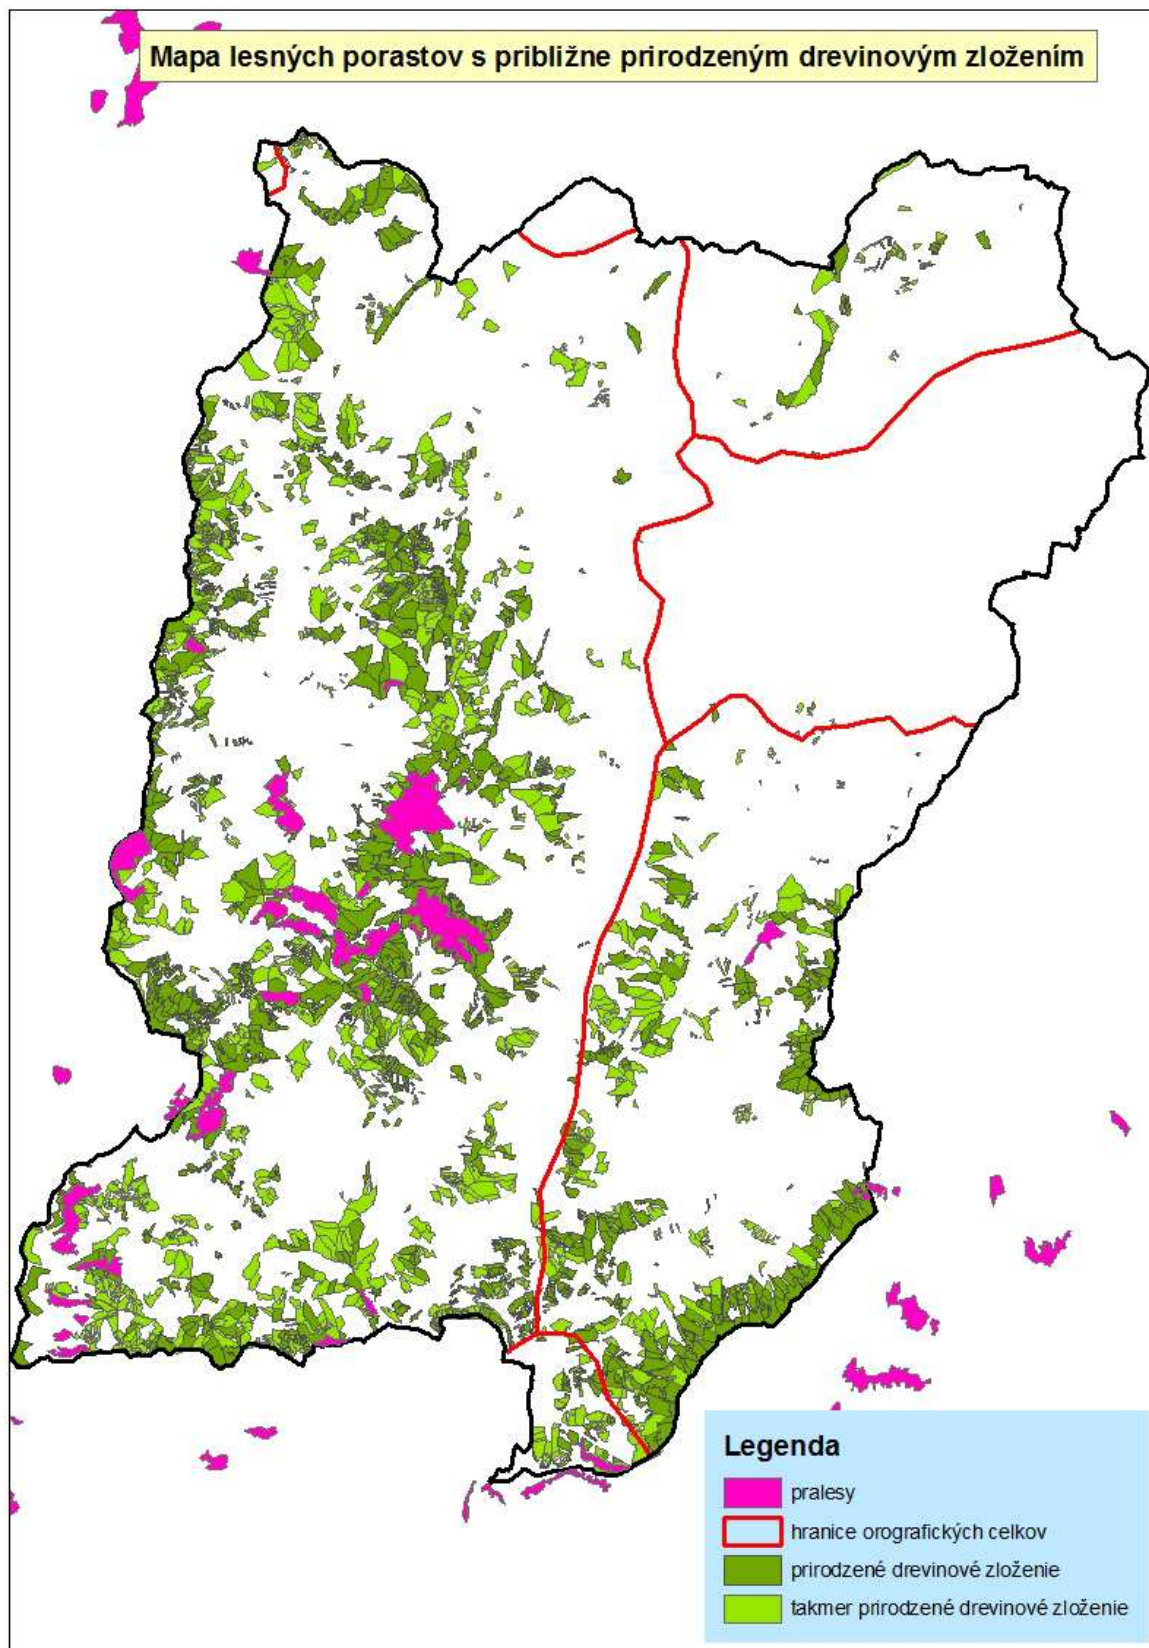 Mapa lesných porastov s približne prirodzeným drevinovým zložením
Legenda
pralesy
hranice orografických celkov
prirodzené drevinové zloženie
takmer prirodzené drevinové zloženie